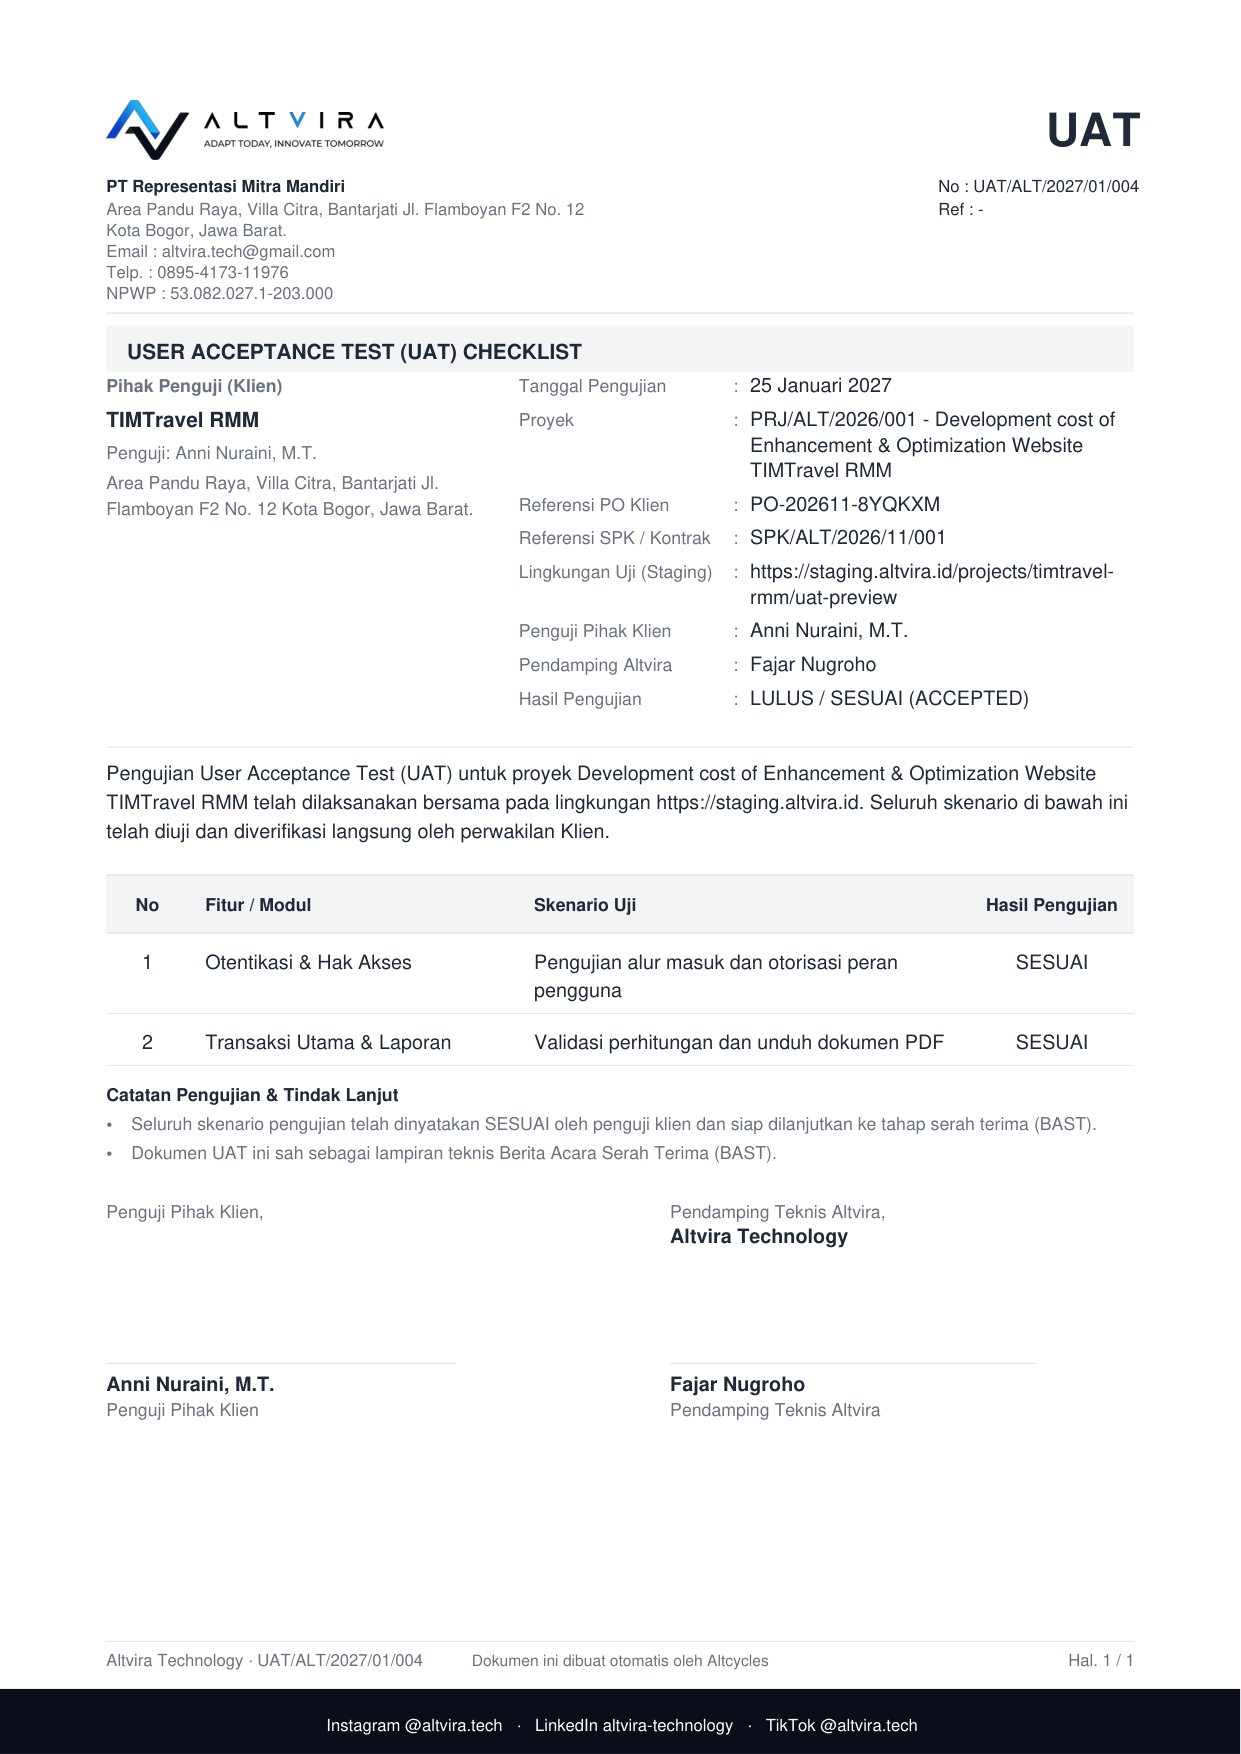 ALTVIRA
ADAPT TODAY, INNOVATE TOMORROW
UAT
PT Representasi Mitra Mandiri
Area Pandu Raya, Villa Citra, Bantarjati Jl. Flamboyan F2 No. 12
Kota Bogor, Jawa Barat.
Email : altvira.tech@gmail.com
Telp. : 0895-4173-11976
NPWP : 53.082.027.1-203.000
No : UAT/ALT/2027/01/004
Ref : -
USER ACCEPTANCE TEST (UAT) CHECKLIST
Pihak Penguji (Klien)
TIMTravel RMM
Penguji: Anni Nuraini, M.T.
Area Pandu Raya, Villa Citra, Bantarjati Jl.
Flamboyan F2 No. 12 Kota Bogor, Jawa Barat.
Tanggal Pengujian : 25 Januari 2027
Proyek : PRJ/ALT/2026/001 - Development cost of
Enhancement & Optimization Website
TIMTravel RMM
Referensi PO Klien : PO-202611-8YQKXM
Referensi SPK / Kontrak : SPK/ALT/2026/11/001
Lingkungan Uji (Staging) : https://staging.altvira.id/projects/timtravel-
rmm/uat-preview
Penguji Pihak Klien : Anni Nuraini, M.T.
Pendamping Altvira : Fajar Nugroho
Hasil Pengujian : LULUS / SESUAI (ACCEPTED)
Pengujian User Acceptance Test (UAT) untuk proyek Development cost of Enhancement & Optimization Website
TIMTravel RMM telah dilaksanakan bersama pada lingkungan https://staging.altvira.id. Seluruh skenario di bawah ini
telah diuji dan diverifikasi langsung oleh perwakilan Klien.
No Fitur / Modul Skenario Uji Hasil Pengujian
1 Otentikasi & Hak Akses Pengujian alur masuk dan otorisasi peran SESUAI
pengguna
2 Transaksi Utama & Laporan Validasi perhitungan dan unduh dokumen PDF SESUAI
Catatan Pengujian & Tindak Lanjut
• Seluruh skenario pengujian telah dinyatakan SESUAI oleh penguji klien dan siap dilanjutkan ke tahap serah terima (BAST).
• Dokumen UAT ini sah sebagai lampiran teknis Berita Acara Serah Terima (BAST).
Penguji Pihak Klien,
Pendamping Teknis Altvira,
Altvira Technology
Anni Nuraini, M.T.
Penguji Pihak Klien
Fajar Nugroho
Pendamping Teknis Altvira
Altvira Technology · UAT/ALT/2027/01/004 Dokumen ini dibuat otomatis oleh Altcycles Hal. 1 / 1
Instagram @altvira.tech · LinkedIn altvira-technology · TikTok @altvira.tech